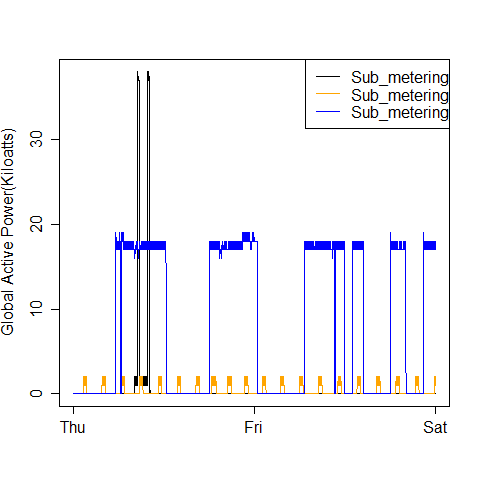 Sub_metering
Sub_metering
Sub_metering
Global Active Power(Kiloatts)
30
20
10
0
Thu
Fri
Sat